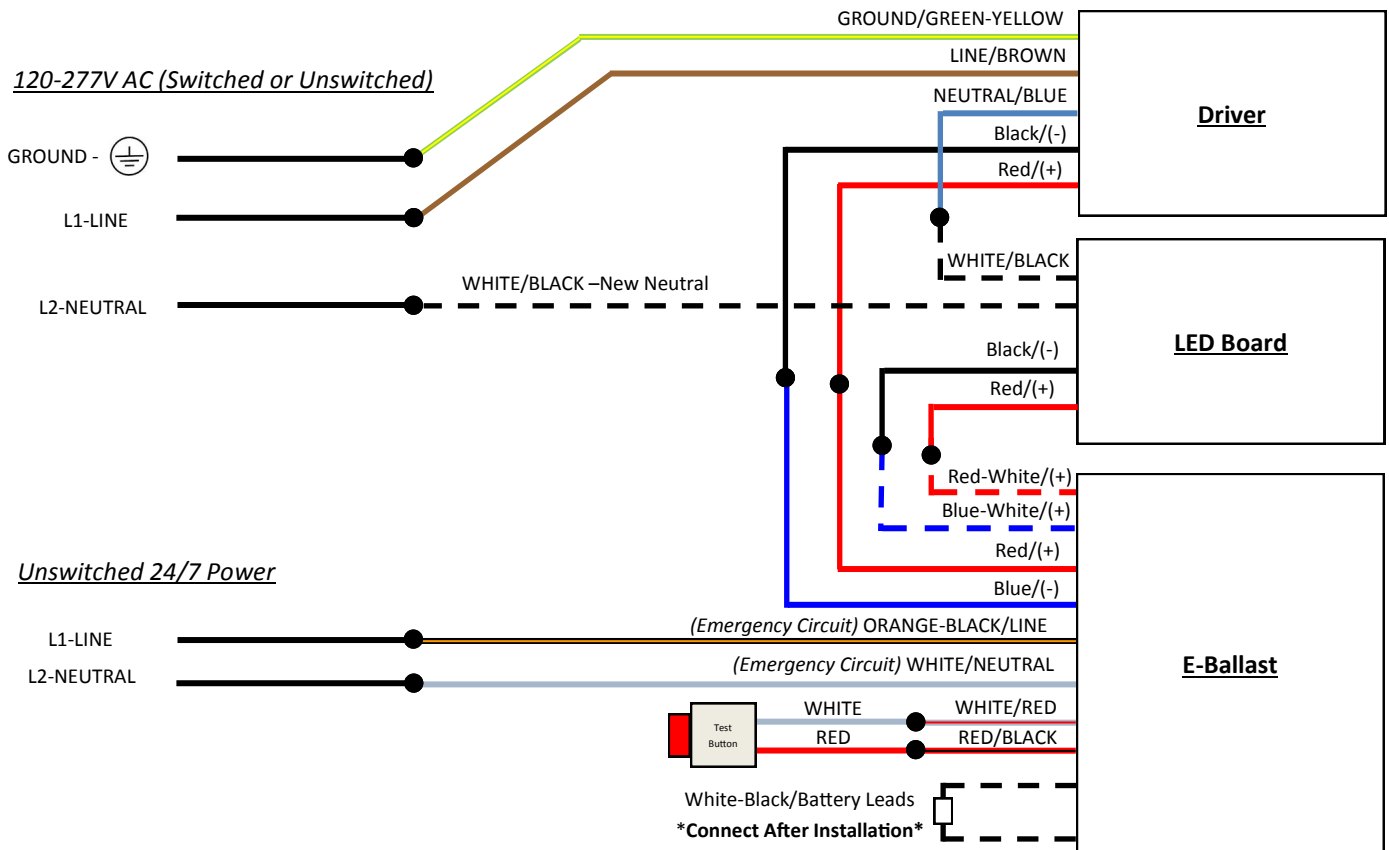 GROUND/GREEN-YELLOW
120-277V AC (Switched or Unswitched)
LINE/BROWN
NEUTRAL/BLUE
Driver
Black/(-)
GROUND -
Red/(+)
L1-LINE
WHITE/BLACK
WHITE/BLACK –New Neutral
L2-NEUTRAL
LED Board
Black/(-)
Red/(+)
Red-White/(+)
Blue-White/(+)
Red/(+)
Unswitched 24/7 Power
Blue/(-)
(Emergency Circuit) ORANGE-BLACK/LINE
L1-LINE
(Emergency Circuit) WHITE/NEUTRAL
E-Ballast
L2-NEUTRAL
WHITE
WHITE/RED
Test
Button
RED
RED/BLACK
White-Black/Battery Leads
*Connect After Installation*